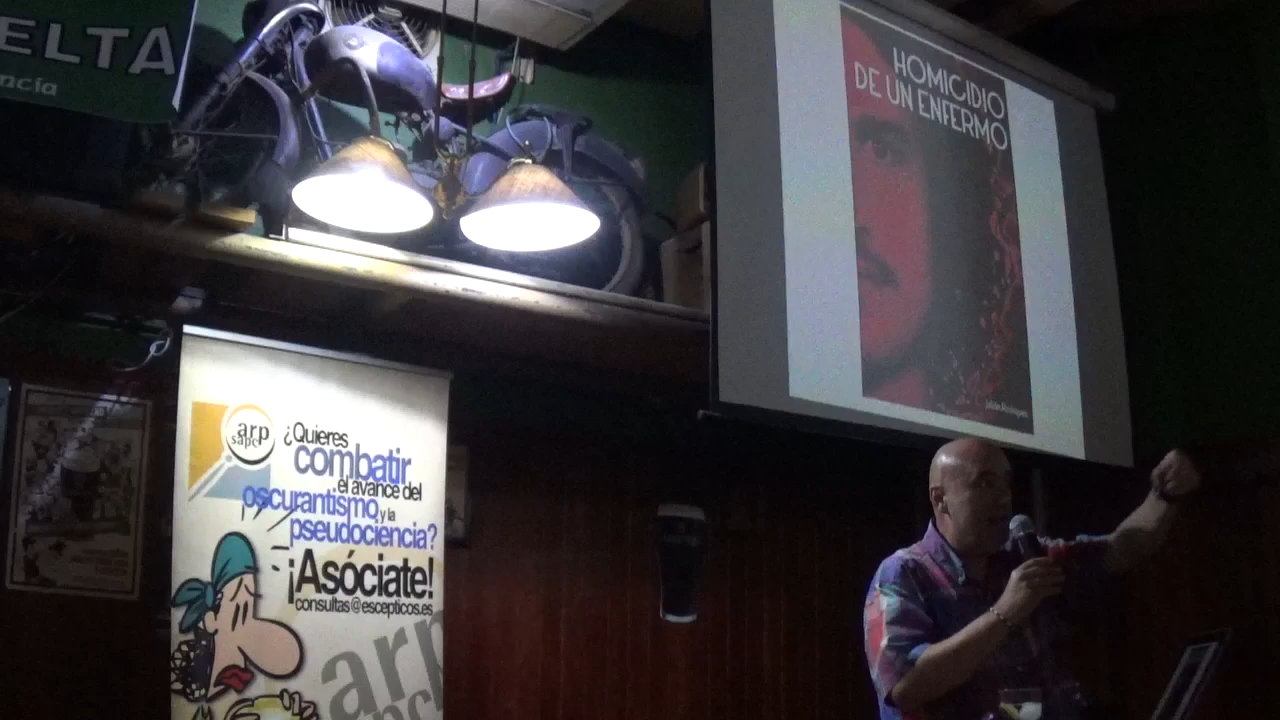 ELTA
ncia
HOMICIDIO
DE UN ENFERMO
arp
sapc
¿Quieres
combatir
el avance del
oscurantismo
y la
pseudociencia?
¡Asóciate!
consultas@escepticos.es
arp